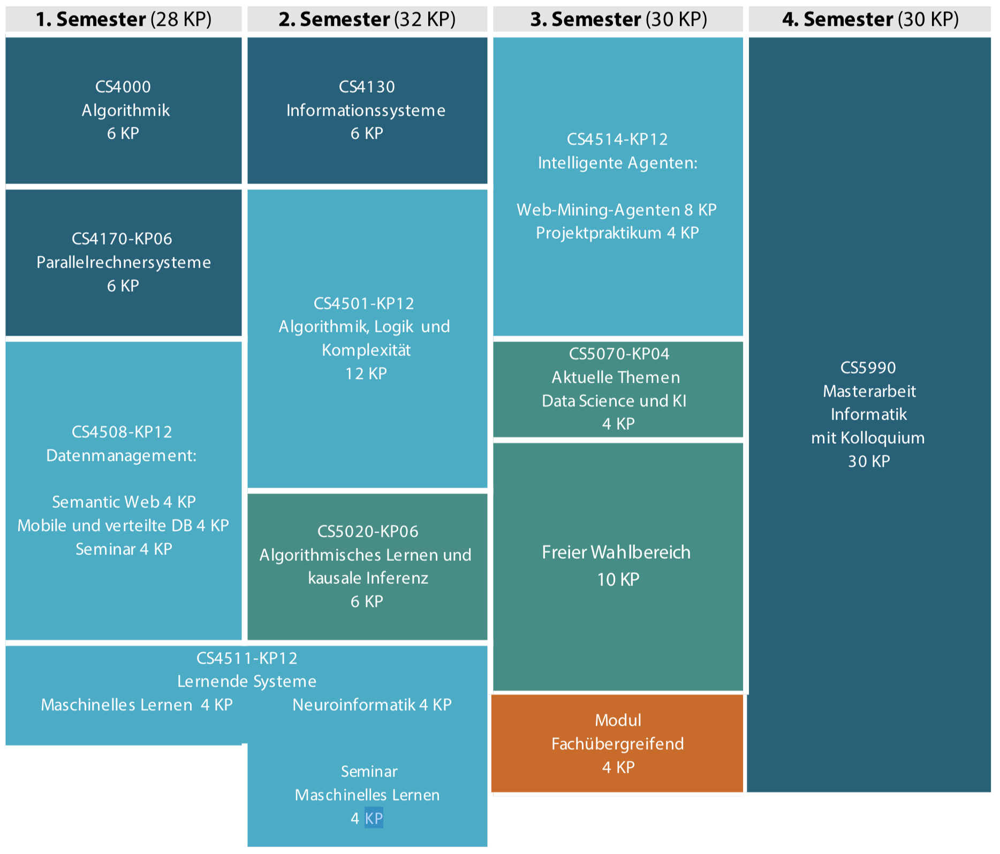 1. Semester (28 KP)
2. Semester (32 KP)
3. Semester (30 KP)
4. Semester (30 KP)
CS4000
Algorithmik
6 KP
CS4170-KP06
Parallelrechnersysteme
6 KP
CS4508-KP12
Datenmanagement:
Semantic Web 4 KP
Mobile und verteilte DB 4 KP
Seminar 4 KP
CS4130
Informationssysteme
6 KP
CS4501-KP12
Algorithmik, Logik und
Komplexität
12 KP
CS5020-KP06
Algorithmisches Lernen und
kausale Inferenz
6 KP
CS4511-KP12
Lernende Systeme
Maschinelles Lernen 4 KP
Neuroinformatik 4 KP
Seminar
Maschinelles Lernen
4 KP
CS4514-KP12
Intelligente Agenten:
Web-Mining-Agenten 8 KP
Projektpraktikum 4 KP
CS5070-KP04
Aktuelle Themen
Data Science und KI
4 KP
Freier Wahlbereich
10 KP
Modul
Fachübergreifend
4 KP
CS5990
Masterarbeit
Informatik
mit Kolloquium
30 KP